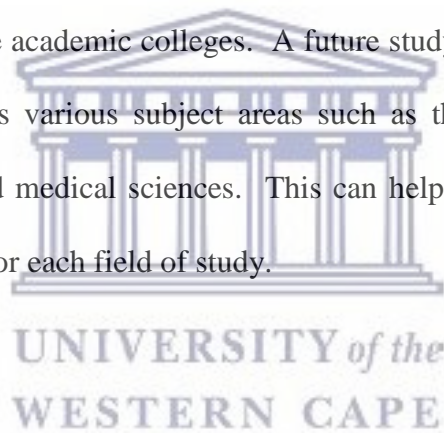 e academic colleges. A future study
s various subject areas such as th
d medical sciences. This can help
or each field of study.
UNIVERSITY of the
WESTERN CAPE